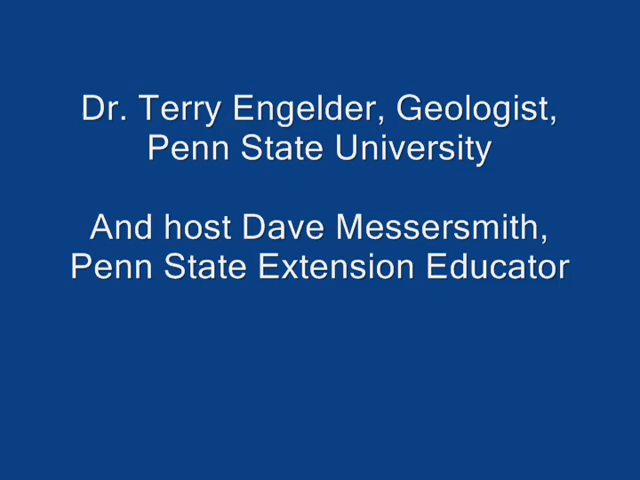 Dr. Terry Engelder, Geologist,
Penn State University
And host Dave Messersmith,
Penn State Extension Educator